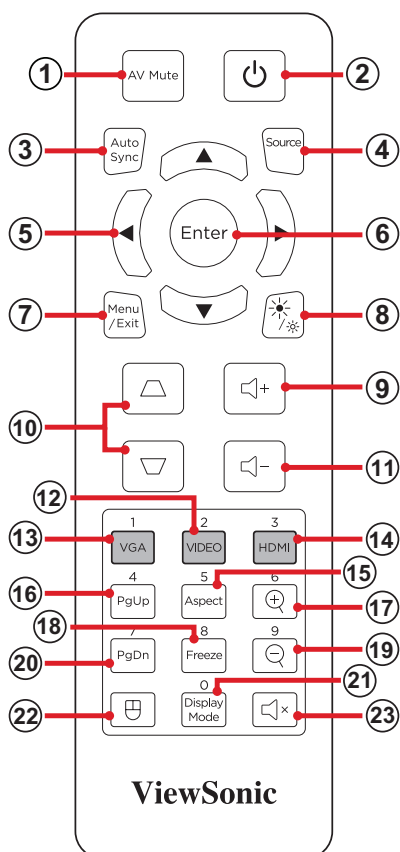 1 AV Mute 2
3 Auto Sync Source 4
5 Enter 6
7 Menu /Exit 8
9
10
+
-
11
12
1 2 3
13 VGA VIDEO HDMI 14
15
4 5 6
16 PgUp Aspect 17
18
7 8 9
20 PgDn Freeze 19
0 21
22 Display Mode 23
ViewSonic